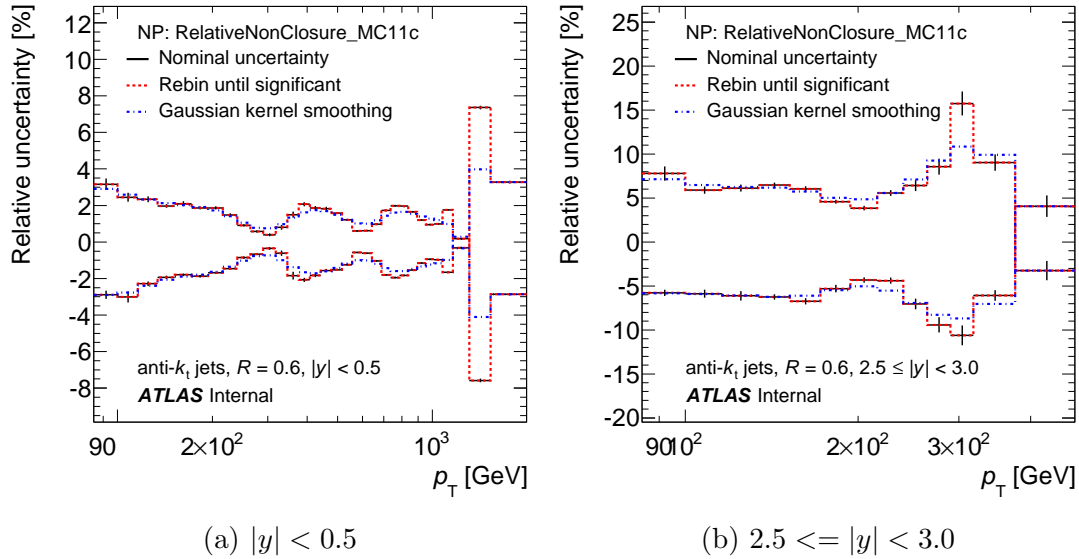 Relative uncertainty [%]
12
10
8
6
4
2
0
-2
-4
-6
-8
NP: RelativeNonClosure_MC11c
Nominal uncertainty
Rebin until significant
Gaussian kernel smoothing
anti-kt jets, R = 0.6, |y| < 0.5
ATLAS Internal
90
2×10²
10³
pT [GeV]
(a) |y| < 0.5
Relative uncertainty [%]
25
20
15
10
5
0
-5
-10
-15
-20
NP: RelativeNonClosure_MC11c
Nominal uncertainty
Rebin until significant
Gaussian kernel smoothing
anti-kt jets, R = 0.6, 2.5 ≤ |y| < 3.0
ATLAS Internal
90
10²
2×10²
3×10²
pT [GeV]
(b) 2.5 <= |y| < 3.0